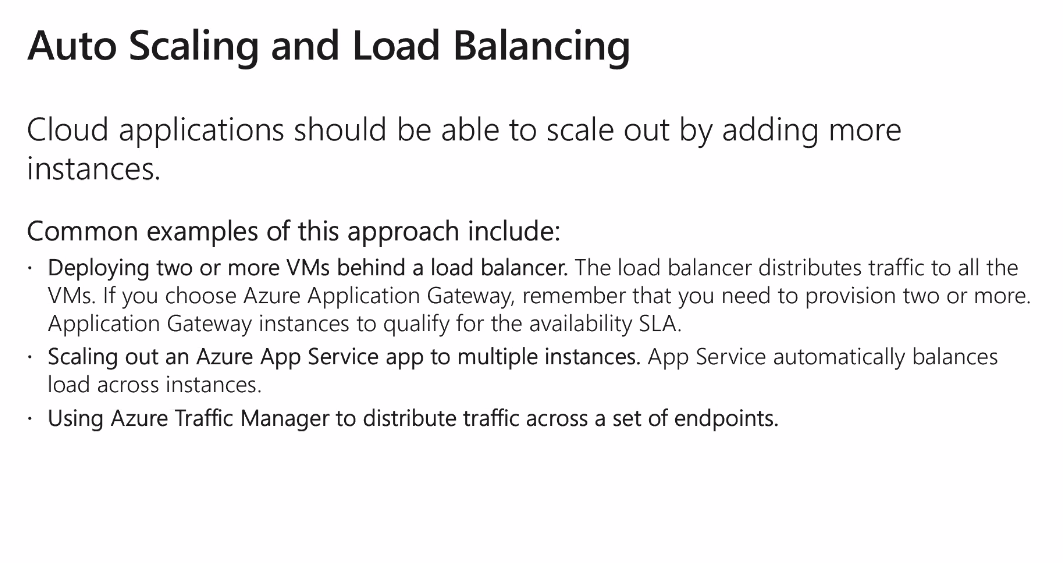 Auto Scaling and Load Balancing
Cloud applications should be able to scale out by adding more
instances.
Common examples of this approach include:
· Deploying two or more VMs behind a load balancer. The load balancer distributes traffic to all the
VMs. If you choose Azure Application Gateway, remember that you need to provision two or more.
Application Gateway instances to qualify for the availability SLA.
· Scaling out an Azure App Service app to multiple instances. App Service automatically balances
load across instances.
· Using Azure Traffic Manager to distribute traffic across a set of endpoints.